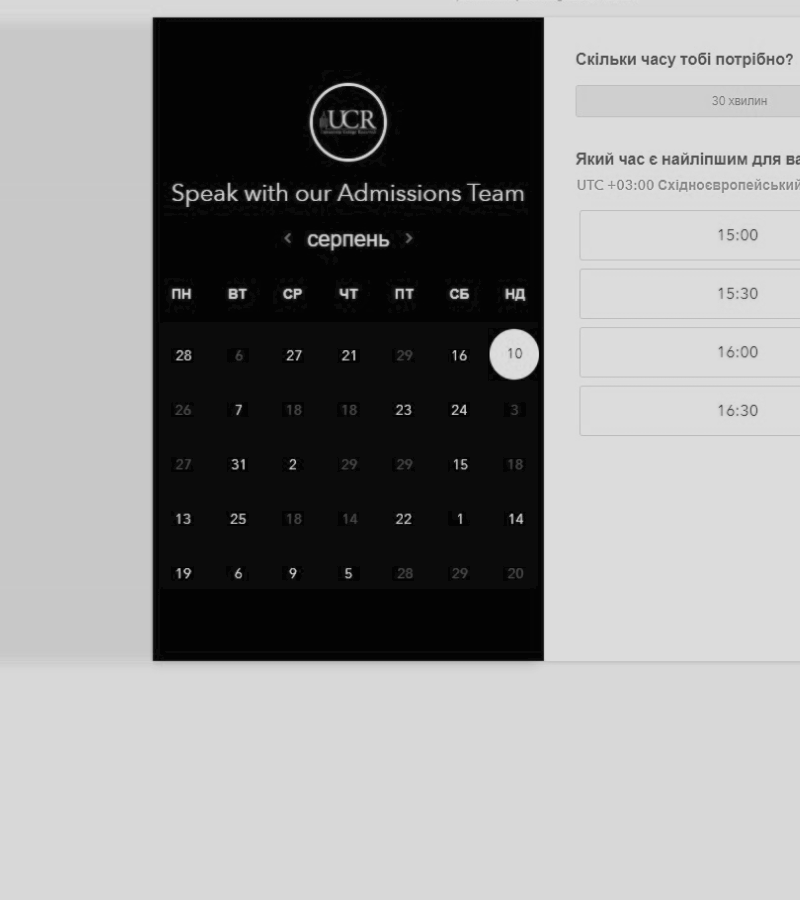 UCR
Speak with our Admissions Team
‹ серпень ›
ПН ВТ СР ЧТ ПТ СБ НД
28 6 27 21 29 16 10
26 7 18 18 23 24 3
27 31 2 29 29 15 18
13 25 18 14 22 1 14
19 6 9 5 28 29 20
Скільки часу тобі потрібно?
30 хвилин
Який час є найліпшим для ва
UTC +03:00 Східноєвропейський
15:00
15:30
16:00
16:30